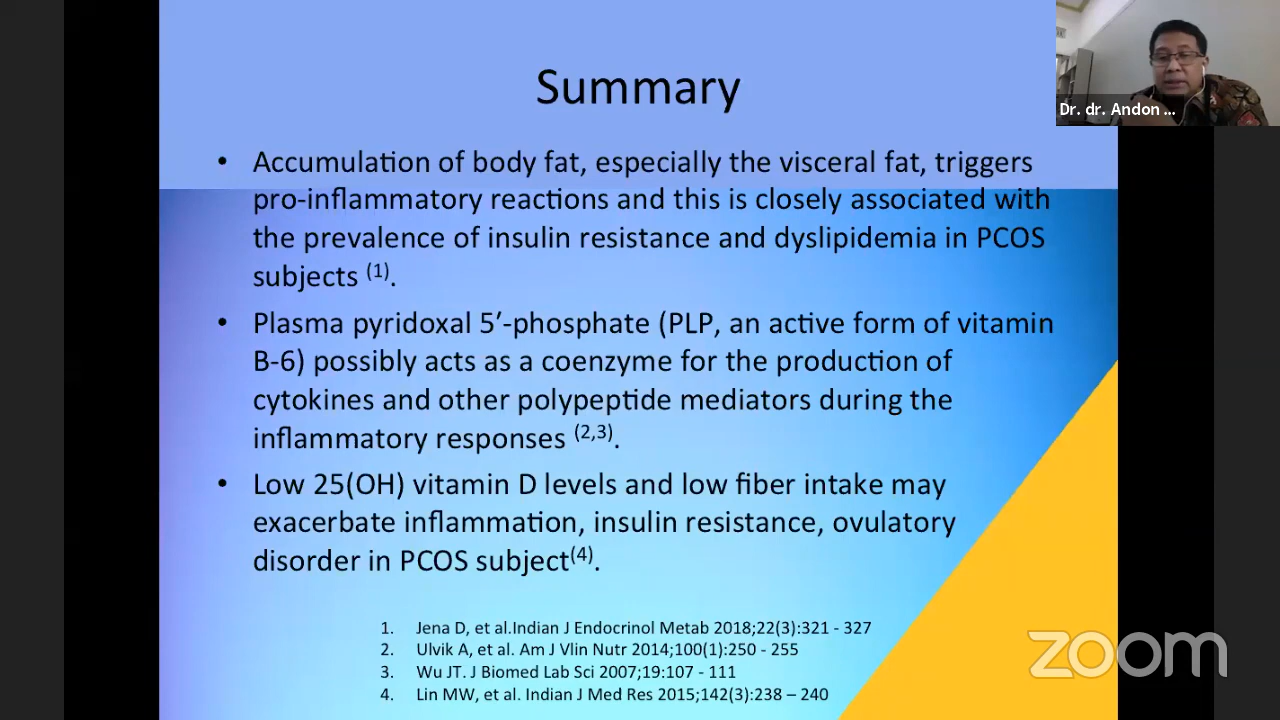 Summary
Dr. dr. Andon ...
• Accumulation of body fat, especially the visceral fat, triggers
pro-inflammatory reactions and this is closely associated with
the prevalence of insulin resistance and dyslipidemia in PCOS
subjects (1).
• Plasma pyridoxal 5′-phosphate (PLP, an active form of vitamin
B-6) possibly acts as a coenzyme for the production of
cytokines and other polypeptide mediators during the
inflammatory responses (2,3).
• Low 25(OH) vitamin D levels and low fiber intake may
exacerbate inflammation, insulin resistance, ovulatory
disorder in PCOS subject(4).
1. Jena D, et al.Indian J Endocrinol Metab 2018;22(3):321 - 327
2. Ulvik A, et al. Am J Vlin Nutr 2014;100(1):250 - 255
3. Wu JT. J Biomed Lab Sci 2007;19:107 - 111
4. Lin MW, et al. Indian J Med Res 2015;142(3):238 – 240
zoom